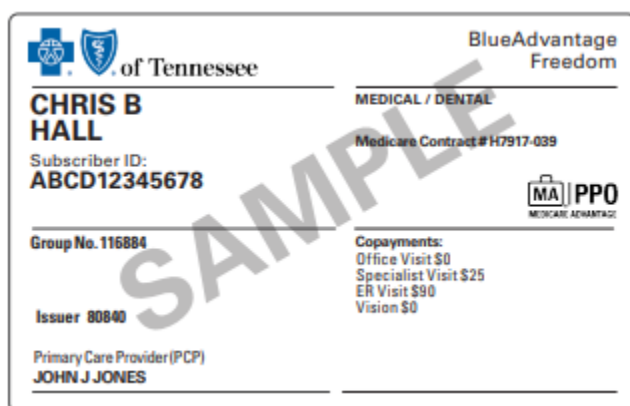 of Tennessee
BlueAdvantage
Freedom
CHRIS B
HALL
Subscriber ID:
ABCD12345678
MEDICAL / DENTAL
Medicare Contract # H7917-039
MA PPO
MEDICARE ADVANTAGE
Group No. 116884
Issuer 80840
Copayments:
Office Visit $0
Specialist Visit $25
ER Visit $90
Vision $0
Primary Care Provider (PCP)
JOHN J JONES
SAMPLE